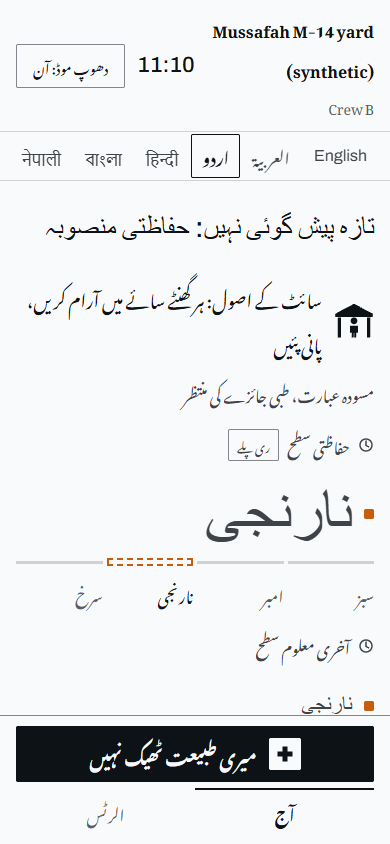 Mussafah M-14 yard
(synthetic)
Crew B
11:10
دھوپ موڈ: آن
English
العربية
اردو
हिन्दी
বাংলা
नेपाली
تازہ پیش گوئی نہیں: حفاظتی منصوبہ
سائٹ کے اصول: ہر گھنٹے سائے میں آرام کریں،
پانی پئیں
مسودہ عبارت، طبی جائزے کی منتظر
حفاظتی سطح
ری پلے
نارنجی
سبز
امبر
نارنجی
سرخ
آخری معلوم سطح
نارنجی
میری طبیعت ٹھیک نہیں
آج
الرٹس